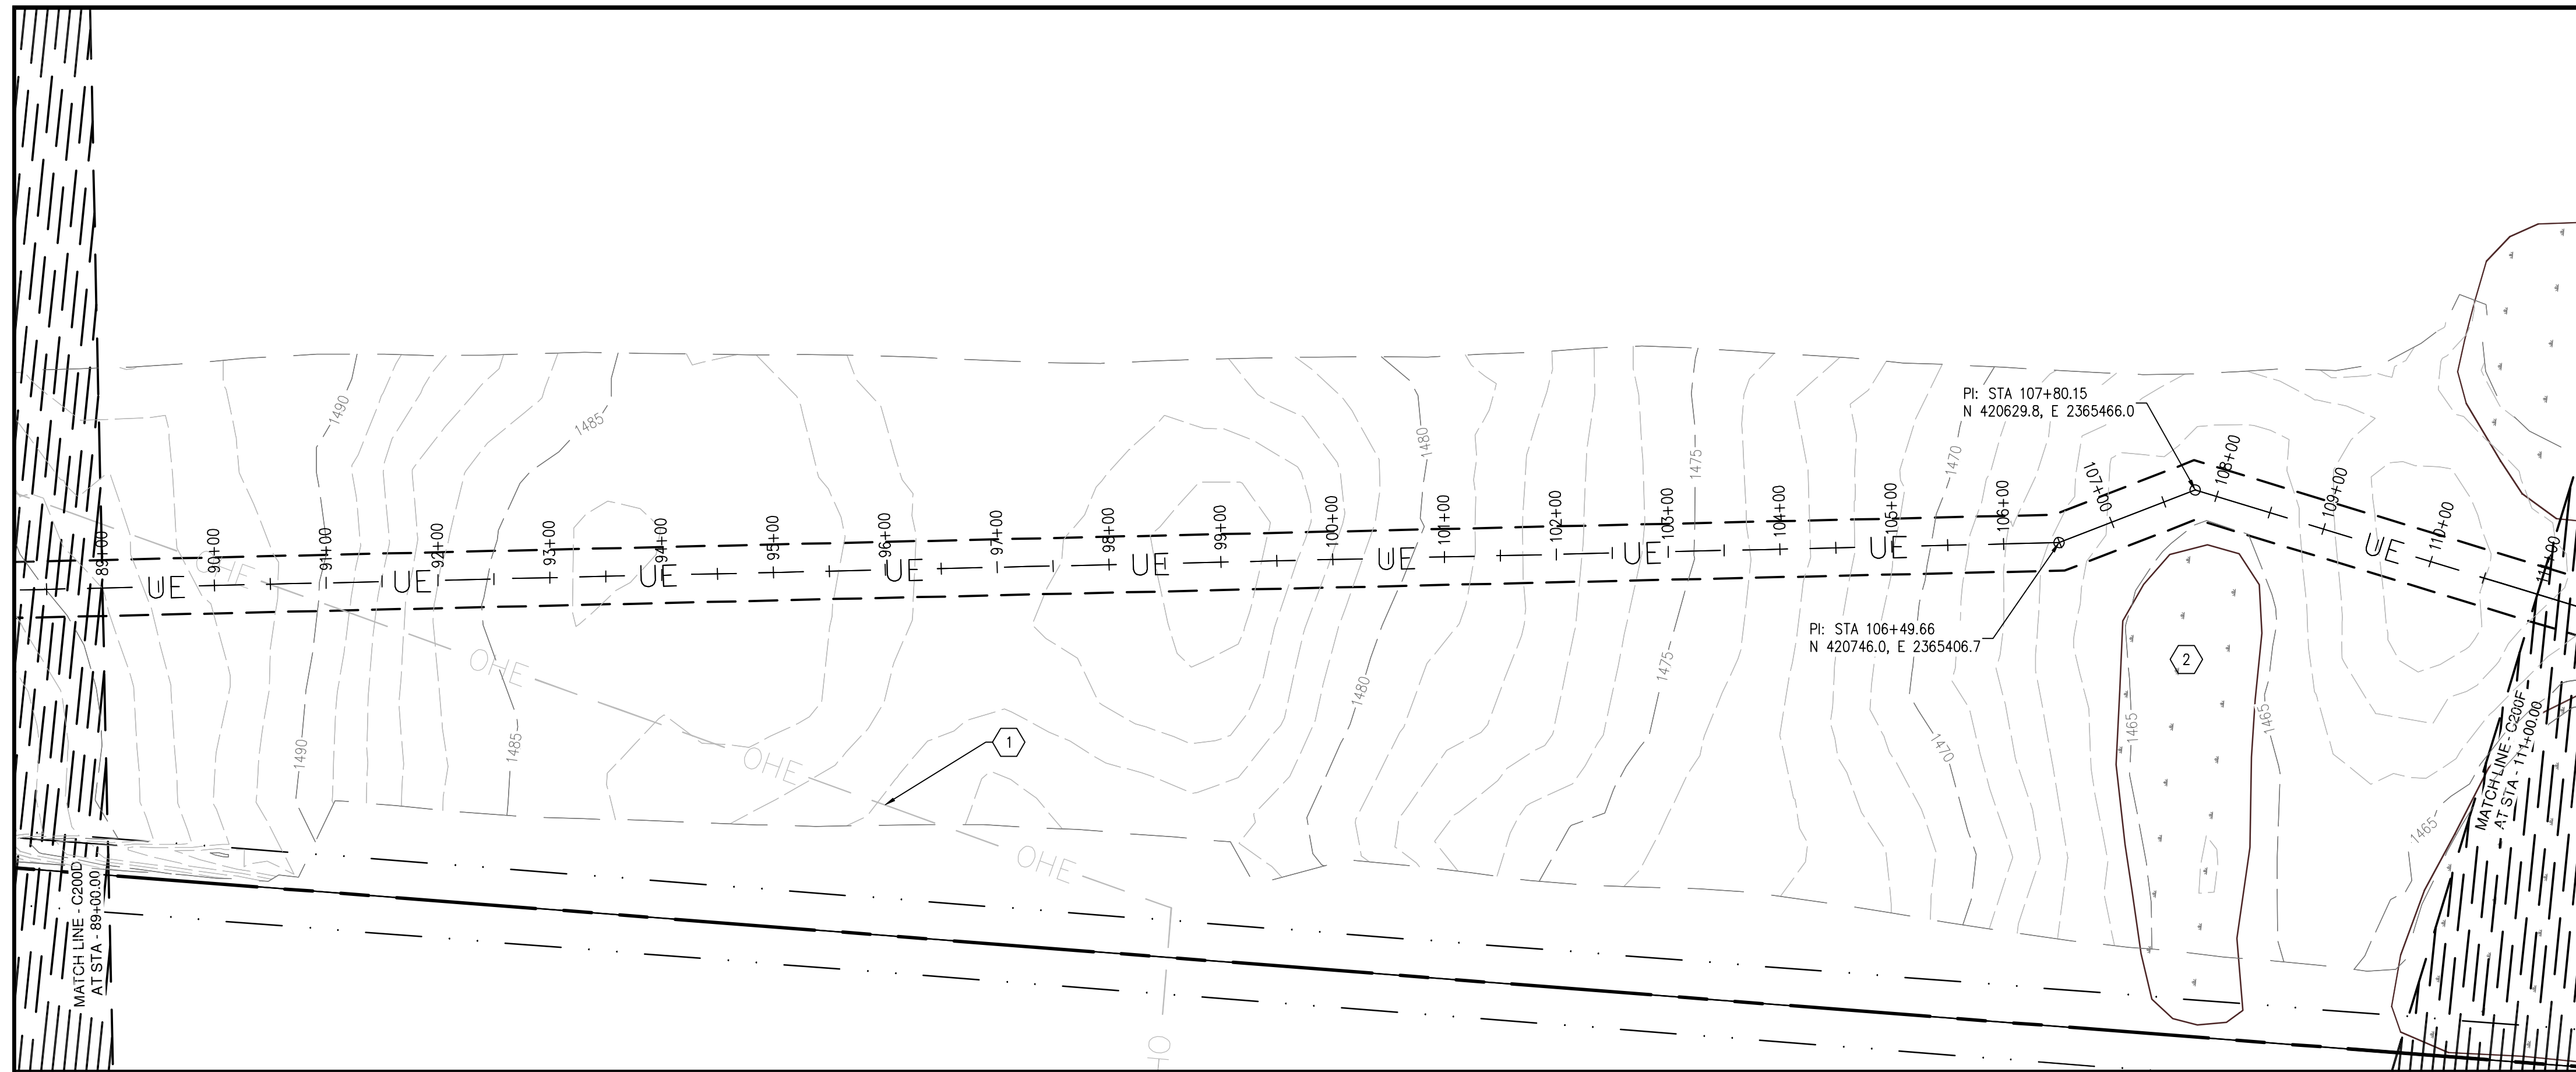 1490
1485
1480
1475
1470
PI: STA 107+80.15
N 420629.8, E 2365466.0
89+00
90+00
91+00
92+00
93+00
94+00
95+00
96+00
97+00
98+00
99+00
100+00
101+00
102+00
103+00
104+00
105+00
106+00
107+00
108+00
109+00
110+00
111+00
UE
UE
UE
UE
UE
UE
UE
UE
UE
OHE
OHE
OHE
OHE
PI: STA 106+49.66
N 420746.0, E 2365406.7
1
2
1490
1485
1480
1475
1470
1465
1465
1465
MATCH LINE - C200D
AT STA - 89+00.00
MATCH LINE - C200F
AT STA - 111+00.00